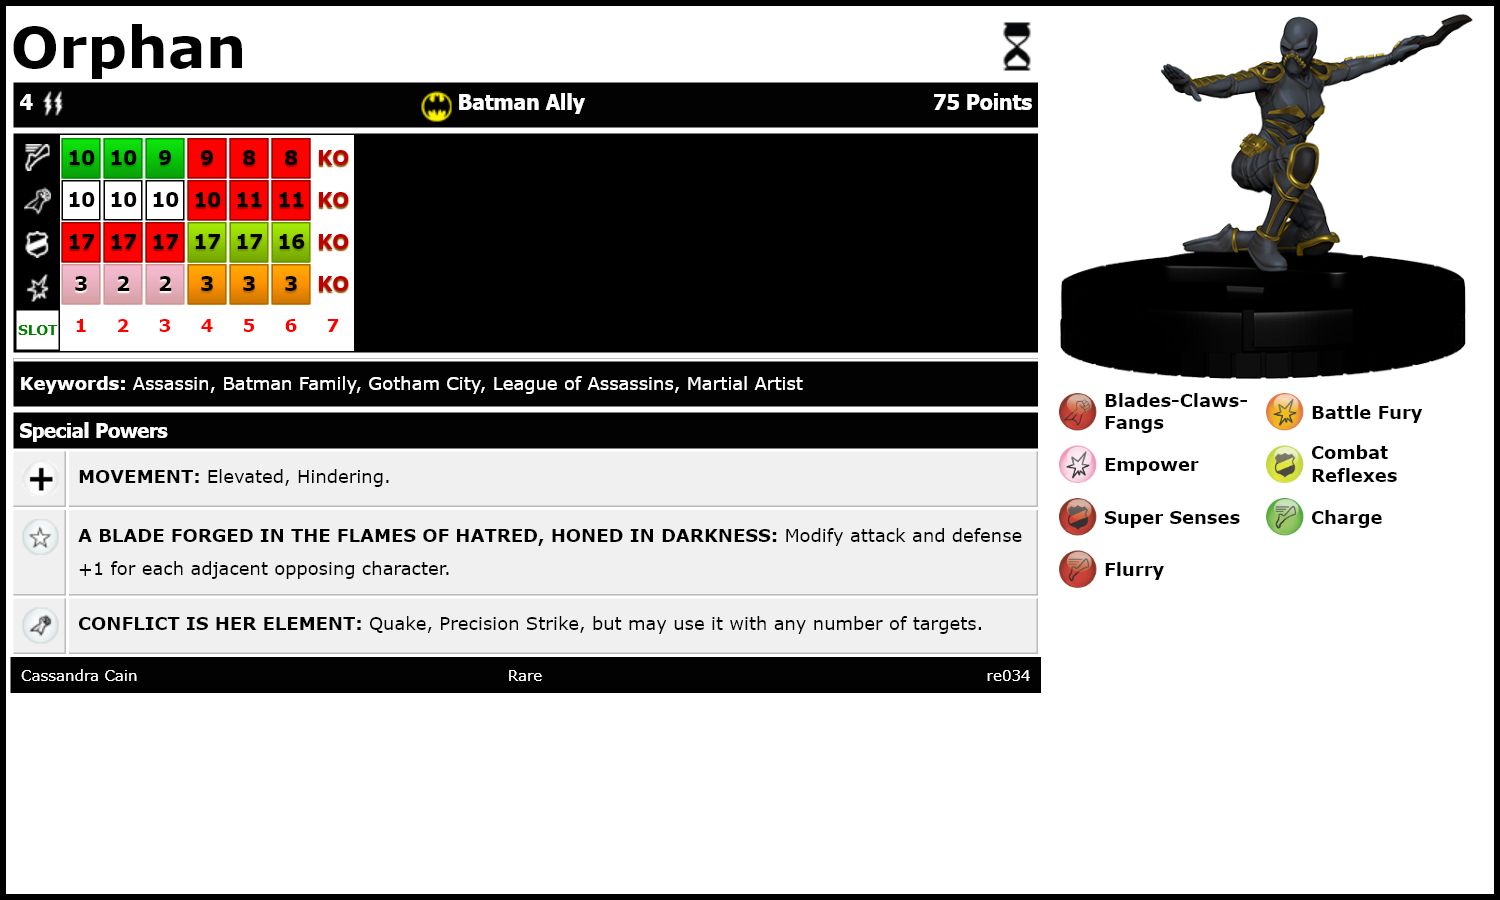 Orphan
4 Batman Ally 75 Points
10 10 9 9 8 8 KO
10 10 10 10 11 11 KO
17 17 17 17 17 16 KO
3 2 2 3 3 3 KO
SLOT 1 2 3 4 5 6 7
Keywords: Assassin, Batman Family, Gotham City, League of Assassins, Martial Artist
Special Powers
MOVEMENT: Elevated, Hindering.
A BLADE FORGED IN THE FLAMES OF HATRED, HONED IN DARKNESS: Modify attack and defense
+1 for each adjacent opposing character.
CONFLICT IS HER ELEMENT: Quake, Precision Strike, but may use it with any number of targets.
Cassandra Cain Rare re034
Blades-Claws-
Fangs
Battle Fury
Empower
Combat
Reflexes
Super Senses
Charge
Flurry